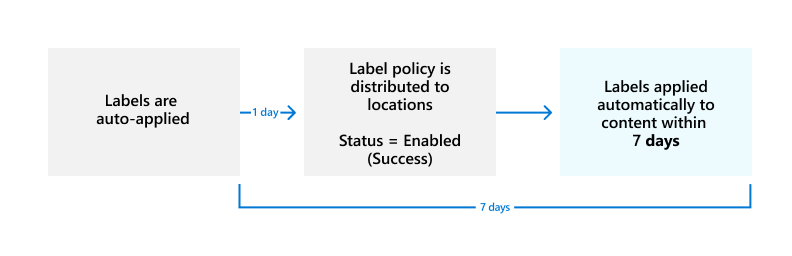 Labels are
auto-applied
1 day
Label policy is
distributed to
locations
Status = Enabled
(Success)
Labels applied
automatically to
content within
7 days
7 days